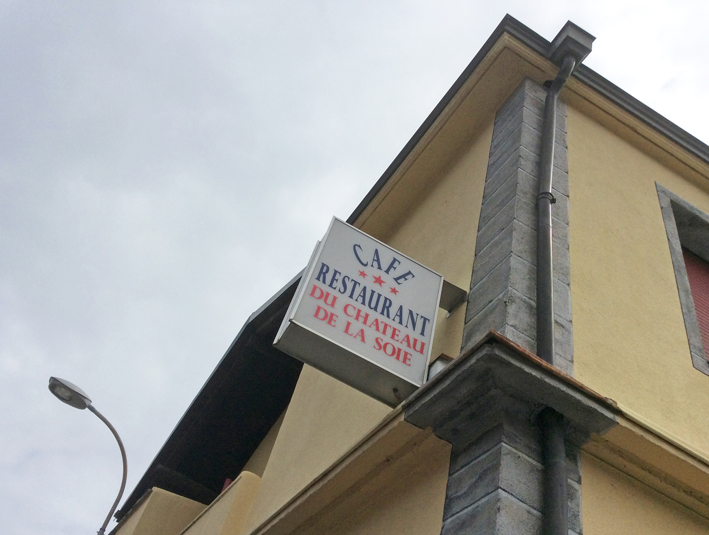 CAFE
RESTAURANT
DU CHATEAU
DE LA SOIE